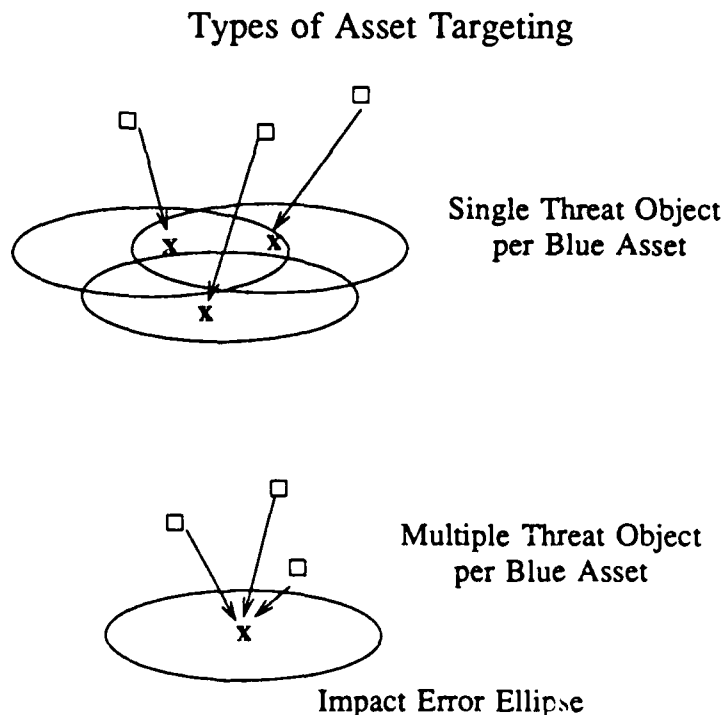 Types of Asset Targeting
Single Threat Object
per Blue Asset
x
x
x
Multiple Threat Object
per Blue Asset
x
Impact Error Ellipse